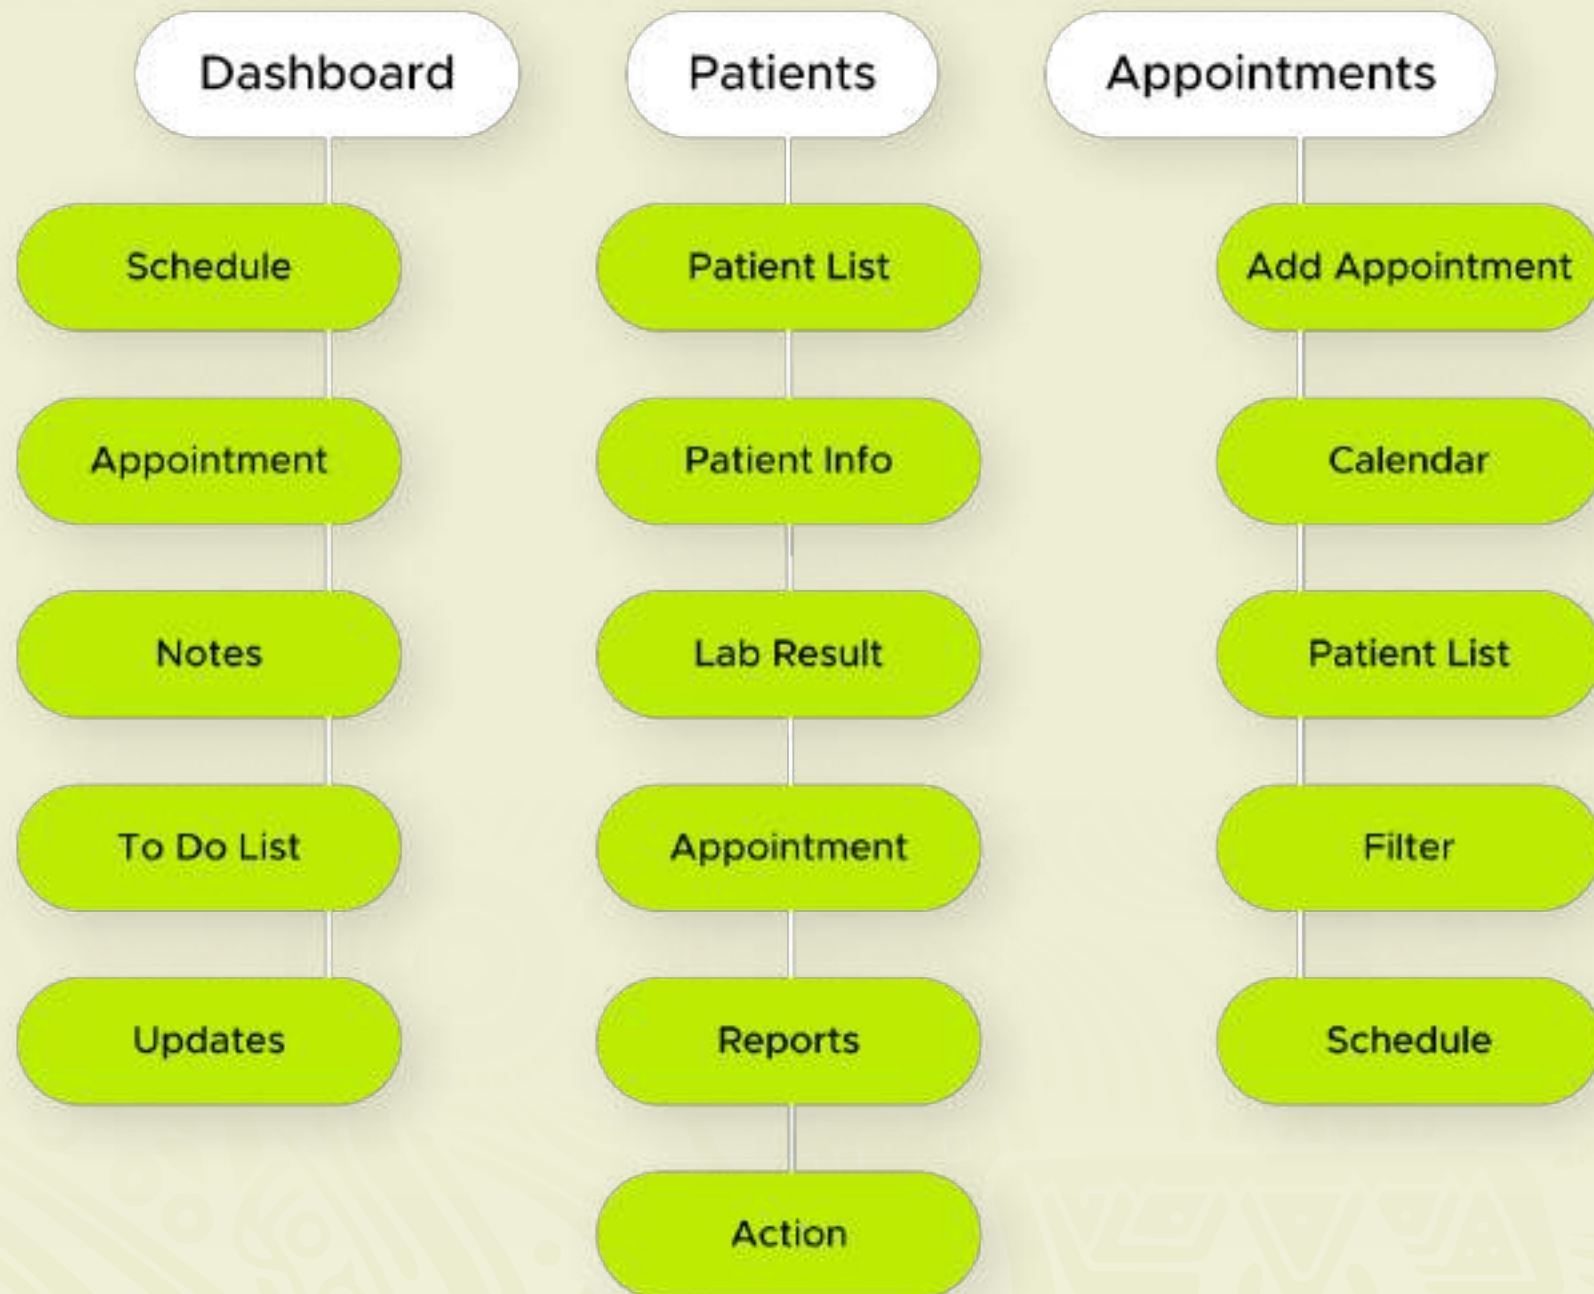 Dashboard
Schedule
Appointment
Notes
To Do List
Updates
Patients
Patient List
Patient Info
Lab Result
Appointment
Reports
Action
Appointments
Add Appointment
Calendar
Patient List
Filter
Schedule